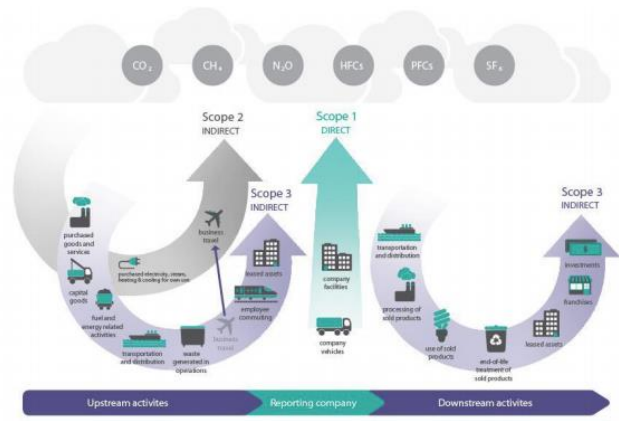 CO₂
CH₄
N₂O
HFCs
PFCs
SF₆
Scope 2
INDIRECT
Scope 1
DIRECT
Scope 3
INDIRECT
Scope 3
INDIRECT
purchased
goods and
services
capital
goods
fuel and
energy related
activities
purchased electricity, steam,
heating & cooling for own use
transportation
and distribution
waste
generated in
operations
business
travel
business
travel
employee
commuting
leased assets
company
facilities
company
vehicles
transportation
and distribution
processing of
sold products
use of sold
products
end-of-life
treatment of
sold products
leased assets
franchises
investments
Upstream activites
Reporting company
Downstream activites